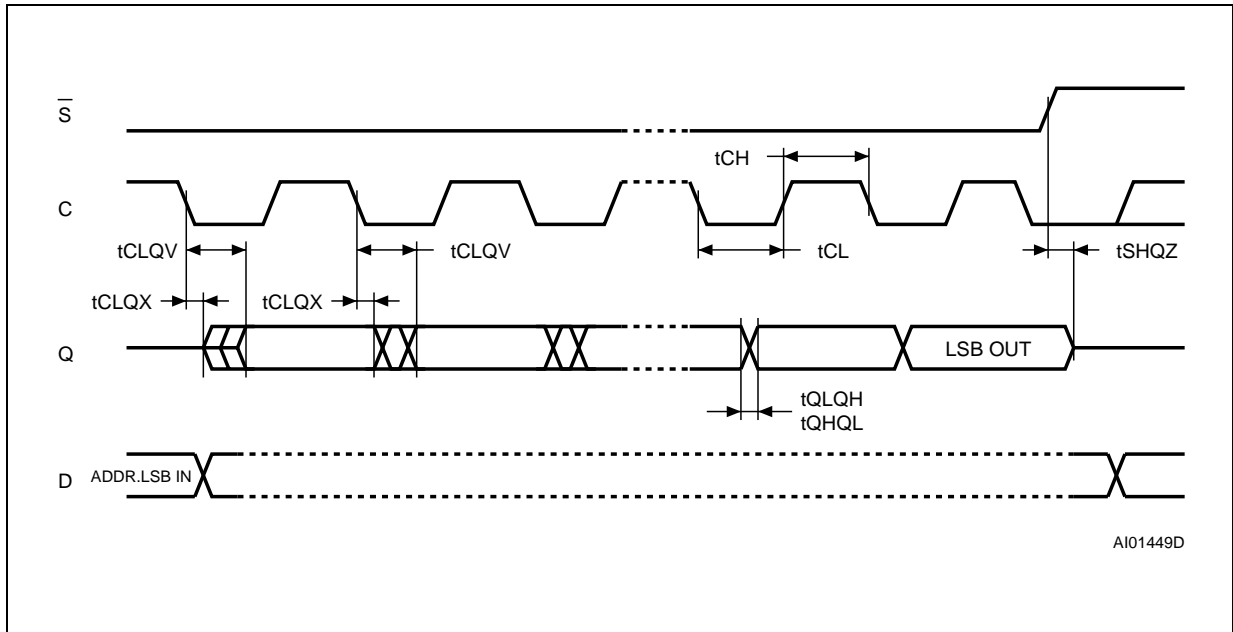 S
tCH
C
tCLQV
tCLQV
tCL
tSHQZ
tCLQX
tCLQX
Q
LSB OUT
tQLQH
tQHQL
D
ADDR.LSB IN
AI01449D